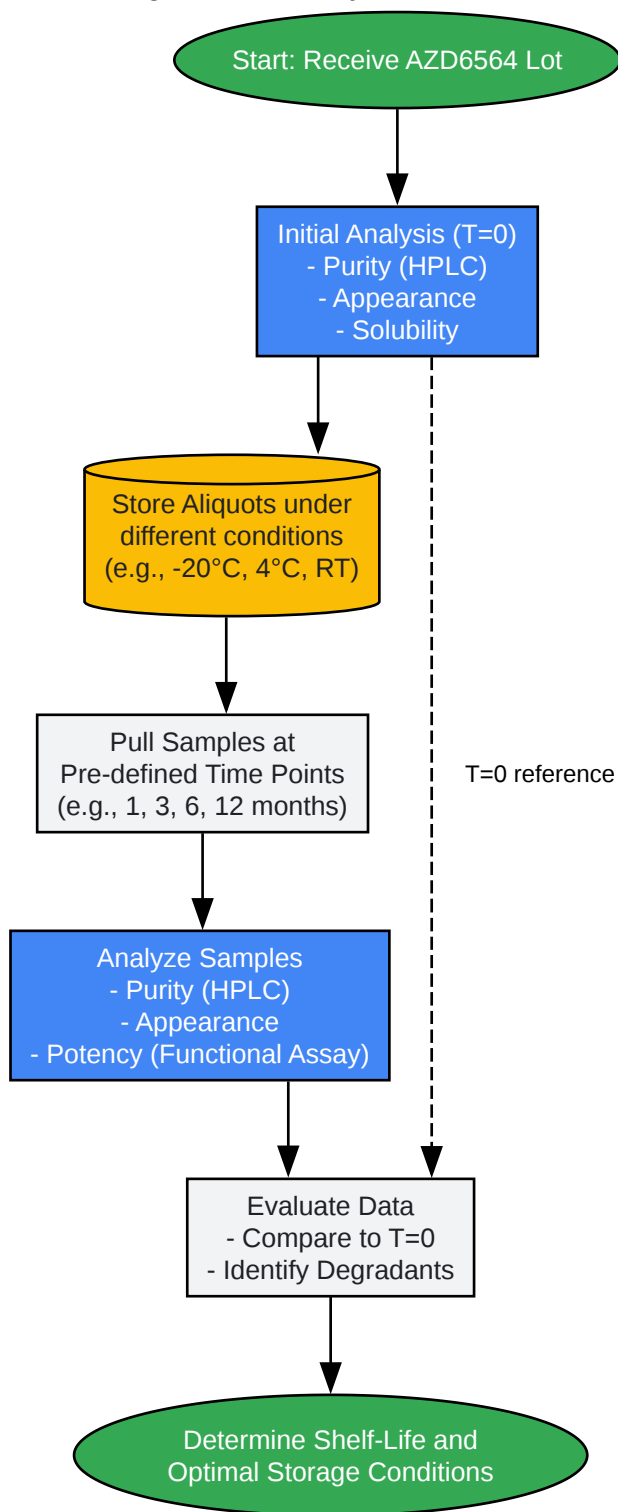 Start: Receive AZD6564 Lot
Initial Analysis (T=0)
- Purity (HPLC)
- Appearance
- Solubility
Store Aliquots under
different conditions
(e.g., -20°C, 4°C, RT)
Pull Samples at
Pre-defined Time Points
(e.g., 1, 3, 6, 12 months)
T=0 reference
Analyze Samples
- Purity (HPLC)
- Appearance
- Potency (Functional Assay)
Evaluate Data
- Compare to T=0
- Identify Degradants
Determine Shelf-Life and
Optimal Storage Conditions